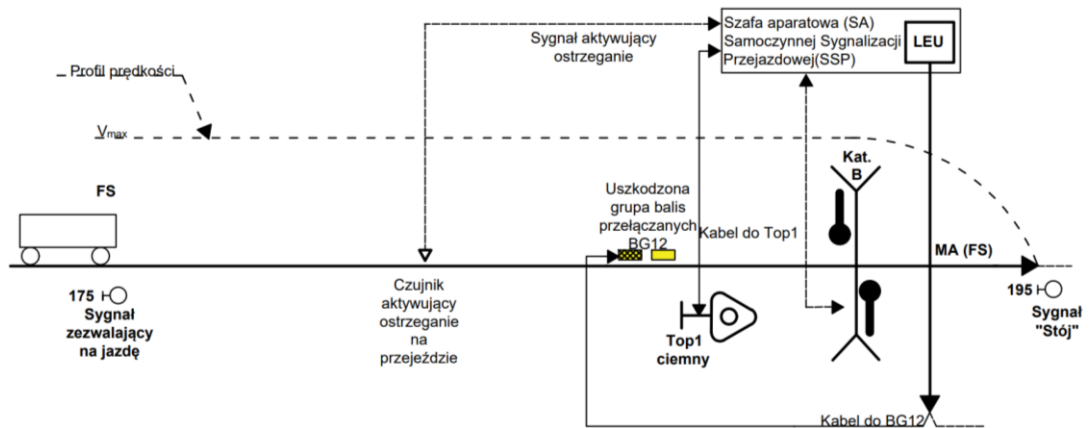 Sygnał aktywujący
ostrzeganie
Szafa aparatowa (SA)
Samoczynnej Sygnalizacji
Przejazdowej(SSP)
LEU
Profil prędkości
Vmax
FS
Uszkodzona
grupa balis
przełączanych
BG12
Kabel do Top1
Kat.
B
MA (FS)
175
Sygnał
zezwalający
na jazdę
Czujnik
aktywujący
ostrzeganie
na
przejeździe
Top1
ciemny
195
Sygnał
"Stój"
Kabel do BG12